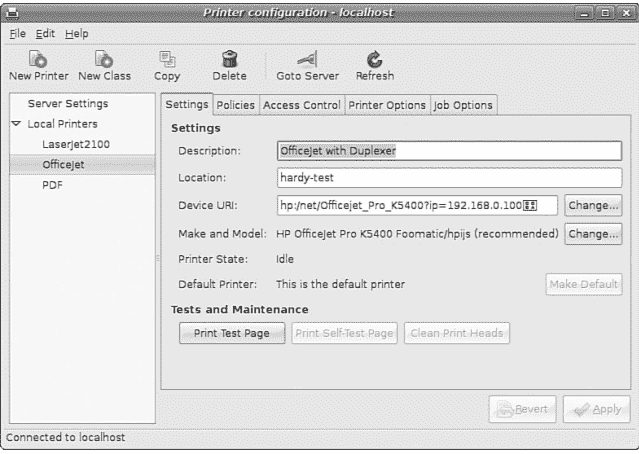 Printer configuration - localhost
File Edit Help
New Printer New Class Copy Delete Goto Server Refresh
Server Settings
Local Printers
LaserJet2100
OfficeJet
PDF
Settings Policies Access Control Printer Options Job Options
Settings
Description: OfficeJet with Duplexer
Location: hardy-test
Device URI: hp:/net/Officejet_Pro_K5400?ip=192.168.0.100 Change...
Make and Model: HP OfficeJet Pro K5400 Foomatic/hpijs (recommended) Change...
Printer State: Idle
Default Printer: This is the default printer Make Default
Tests and Maintenance
Print Test Page Print Self-Test Page Clean Print Heads
Revert Apply
Connected to localhost